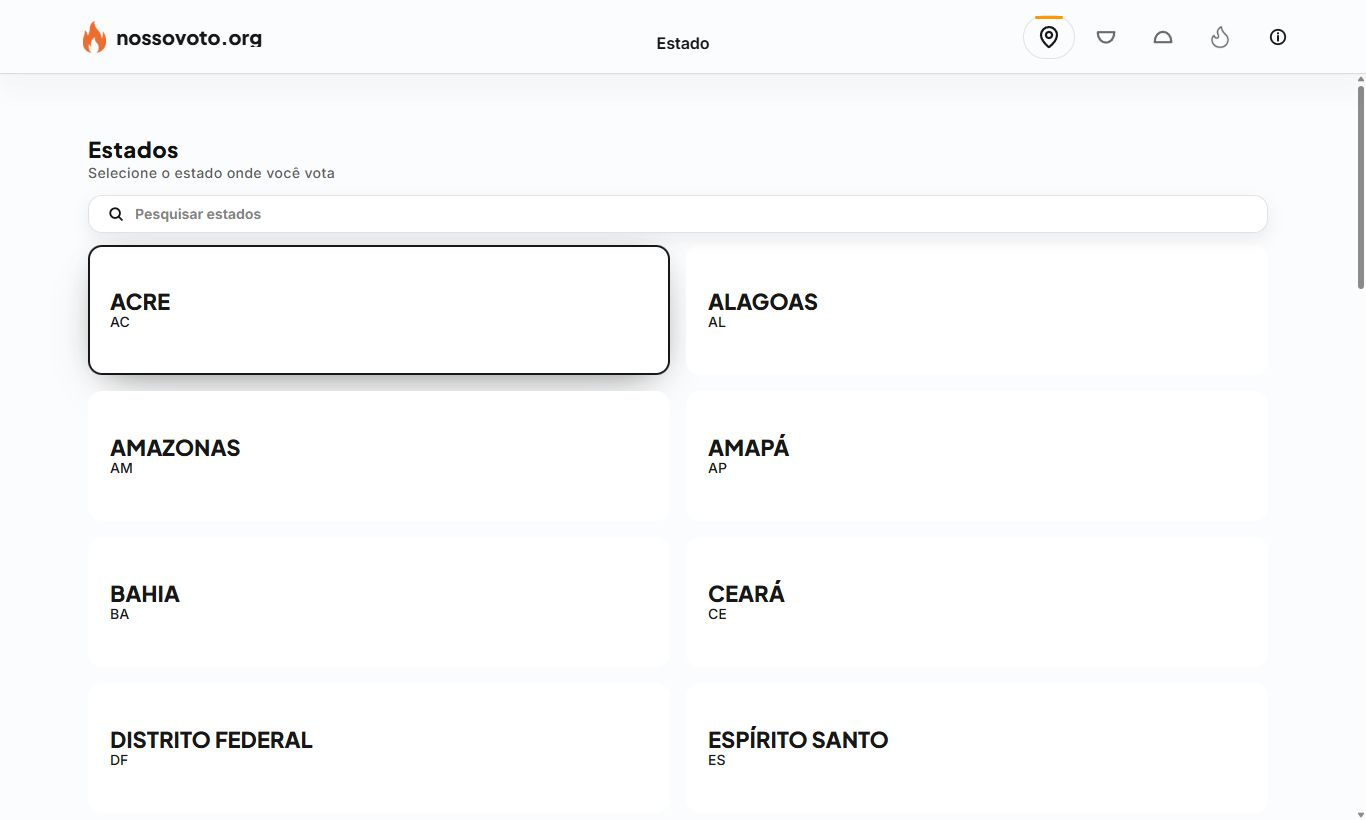 nossovoto.org
Estado
Estados
Selecione o estado onde você vota
Pesquisar estados
ACRE
AC
ALAGOAS
AL
AMAZONAS
AM
AMAPÁ
AP
BAHIA
BA
CEARÁ
CE
DISTRITO FEDERAL
DF
ESPÍRITO SANTO
ES